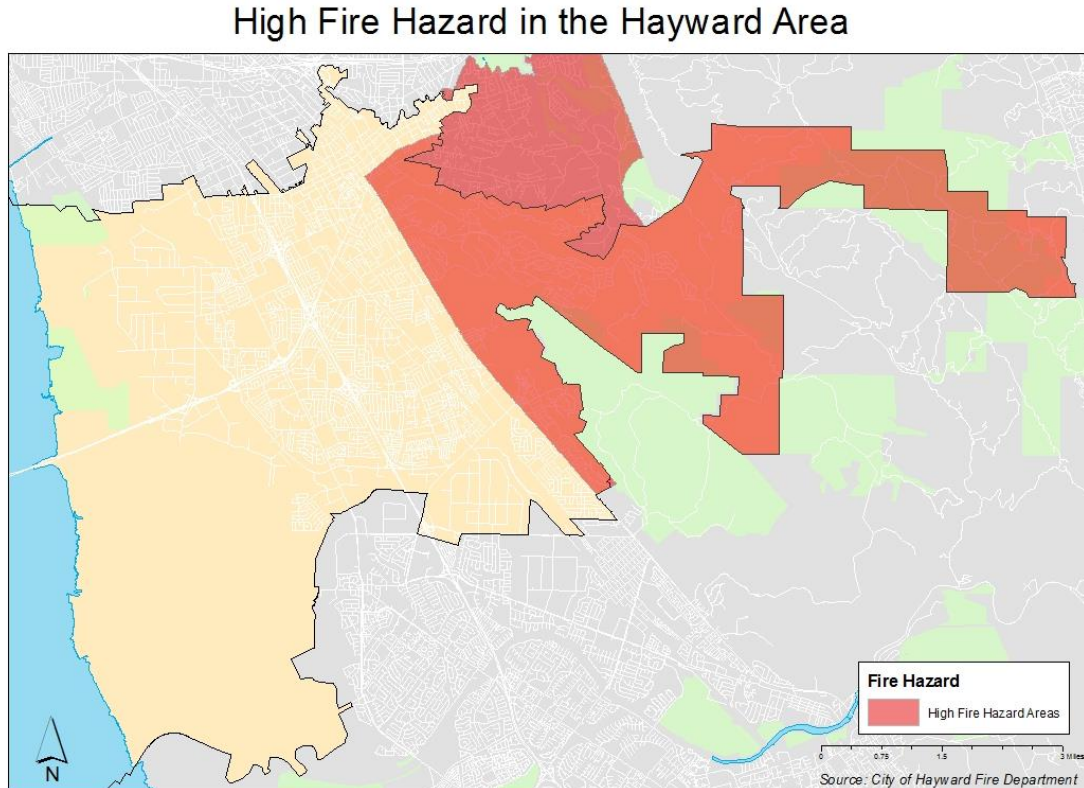 High Fire Hazard in the Hayward Area
Fire Hazard
High Fire Hazard Areas
N
0 0.75 1.5 3 Miles
Source: City of Hayward Fire Department